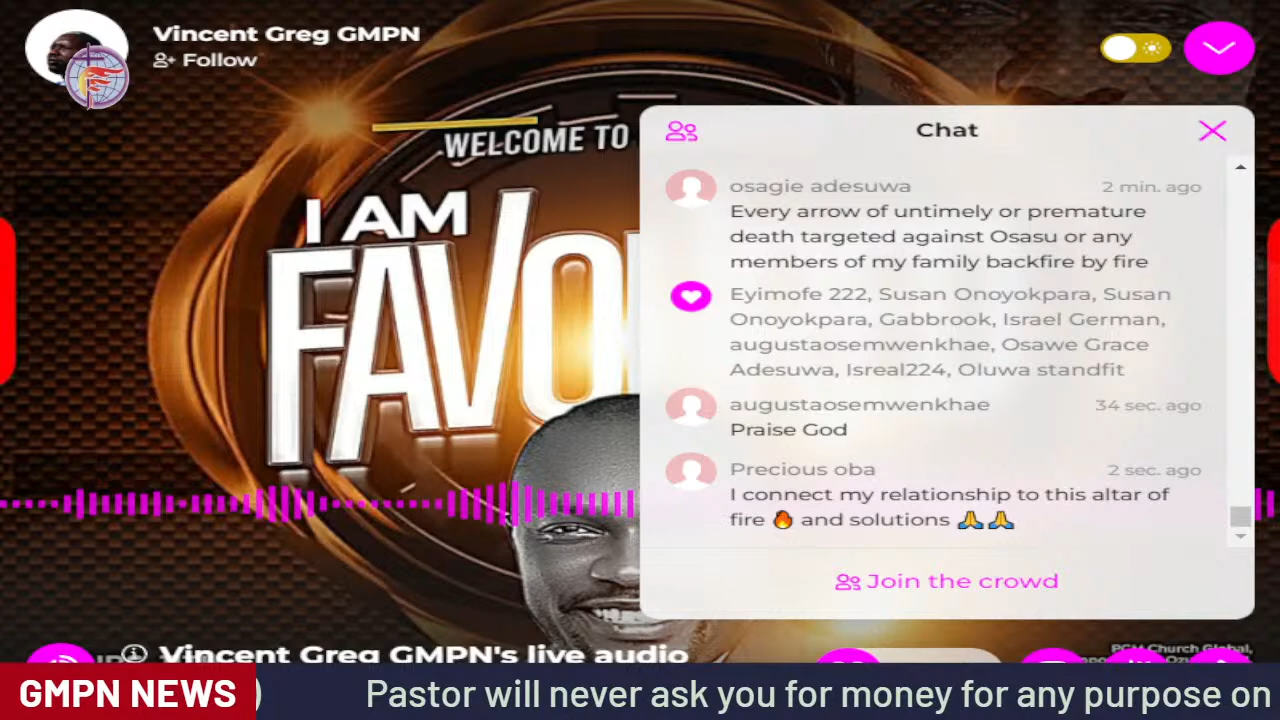 Vincent Greg GMPN
Follow
WELCOME TO
I AM
FAVO
Chat
osagie adesuwa 2 min. ago
Every arrow of untimely or premature
death targeted against Osasu or any
members of my family backfire by fire
Eyimofe 222, Susan Onoyokpara, Susan
Onoyokpara, Gabbrook, Israel German,
augustaosemwenkhae, Osawe Grace
Adesuwa, Isreal224, Oluwa standfit
augustaosemwenkhae 34 sec. ago
Praise God
Precious oba 2 sec. ago
I connect my relationship to this altar of
fire 🔥 and solutions 🙏🙏
Join the crowd
Vincent Greg GMPN's live audio
Church Global,
GMPN NEWS ) Pastor will never ask you for money for any purpose on